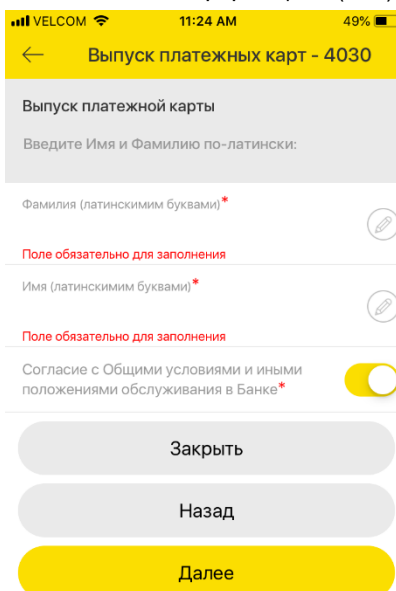 VELCOM 11:24 AM 49%
Выпуск платежных карт - 4030
Выпуск платежной карты
Введите Имя и Фамилию по-латински:
Фамилия (латинскимим буквами)*
Поле обязательно для заполнения
Имя (латинскимим буквами)*
Поле обязательно для заполнения
Согласие с Общими условиями и иными
положениями обслуживания в Банке*
Закрыть
Назад
Далее